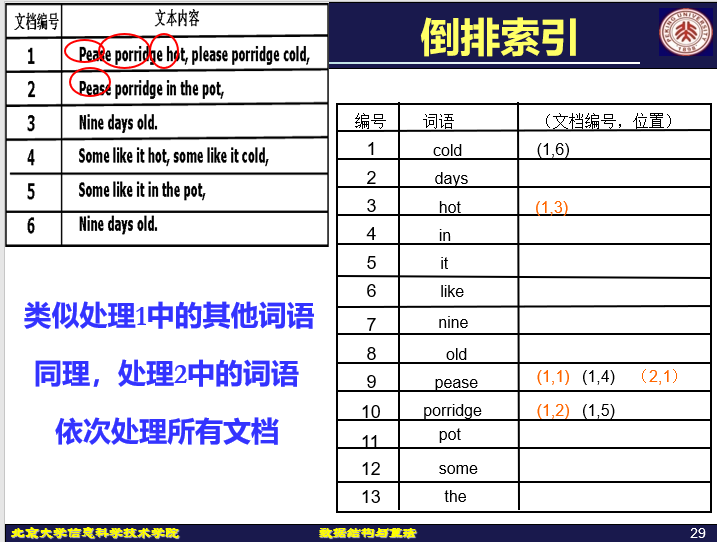 倒排索引
文档编号 文本内容
1 Pease porridge hot, please porridge cold,
2 Pease porridge in the pot,
3 Nine days old.
4 Some like it hot, some like it cold,
5 Some like it in the pot,
6 Nine days old.
类似处理1中的其他词语
同理，处理2中的词语
依次处理所有文档
编号 词语 （文档编号，位置）
1 cold (1,6)
2 days
3 hot (1,3)
4 in
5 it
6 like
7 nine
8 old
9 pease (1,1) (1,4) （2,1）
10 porridge (1,2) (1,5)
11 pot
12 some
13 the
北京大学信息科学技术学院 数据结构与算法 29